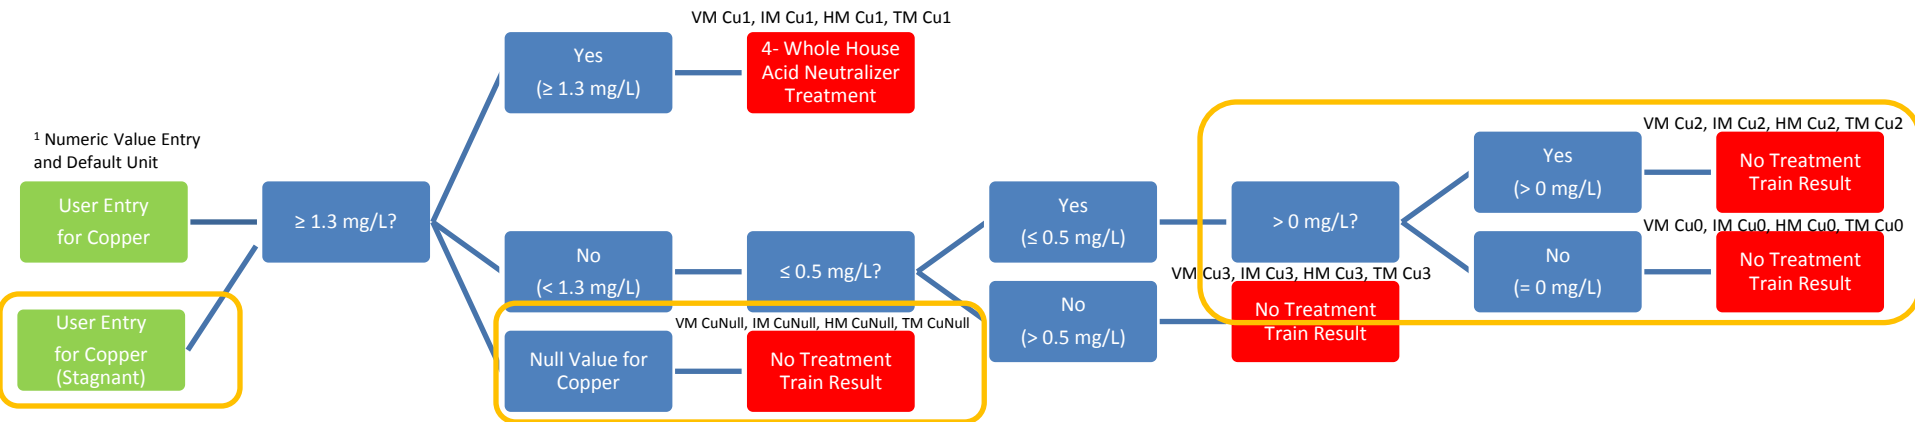 VM Cu1, IM Cu1, HM Cu1, TM Cu1
Yes
(≥ 1.3 mg/L)
4- Whole House
Acid Neutralizer
Treatment
¹ Numeric Value Entry
and Default Unit
User Entry
for Copper
≥ 1.3 mg/L?
User Entry
for Copper
(Stagnant)
No
(< 1.3 mg/L)
≤ 0.5 mg/L?
VM CuNull, IM CuNull, HM CuNull, TM CuNull
Null Value for
Copper
No Treatment
Train Result
Yes
(≤ 0.5 mg/L)
No
(> 0.5 mg/L)
VM Cu3, IM Cu3, HM Cu3, TM Cu3
No Treatment
Train Result
> 0 mg/L?
Yes
(> 0 mg/L)
VM Cu2, IM Cu2, HM Cu2, TM Cu2
No Treatment
Train Result
No
(= 0 mg/L)
VM Cu0, IM Cu0, HM Cu0, TM Cu0
No Treatment
Train Result